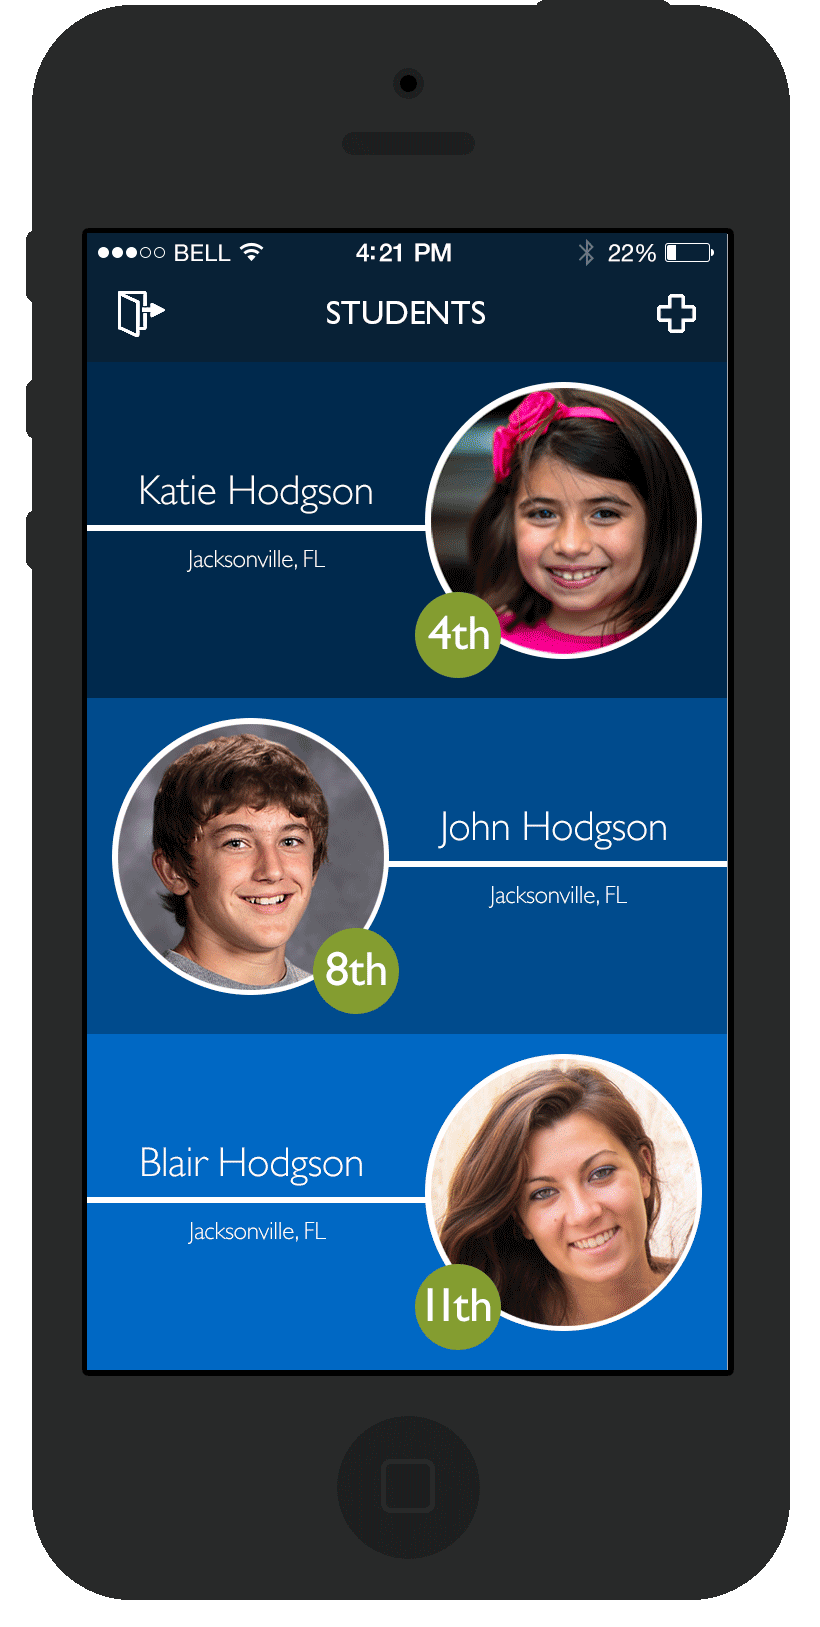 BELL 4:21 PM 22%
STUDENTS
Katie Hodgson
Jacksonville, FL
4th
John Hodgson
Jacksonville, FL
8th
Blair Hodgson
Jacksonville, FL
11th